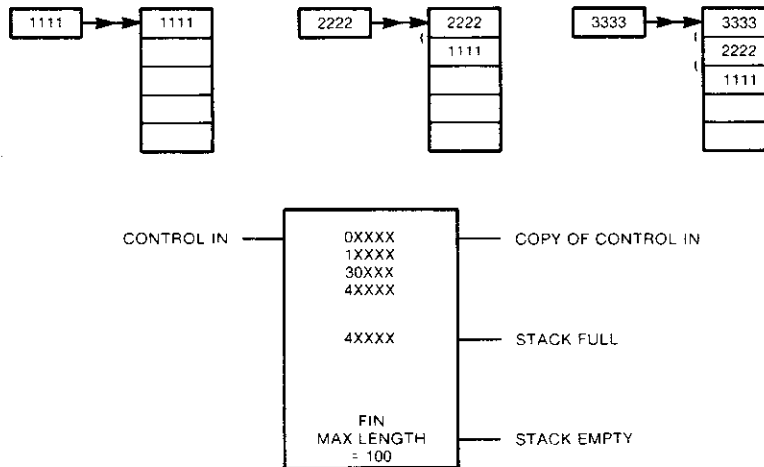 1111 1111 2222 2222 3333 3333
1111 2222
1111
CONTROL IN 0XXXX COPY OF CONTROL IN
1XXXX
30XXX
4XXXX
4XXXX STACK FULL
FIN
MAX LENGTH STACK EMPTY
= 100